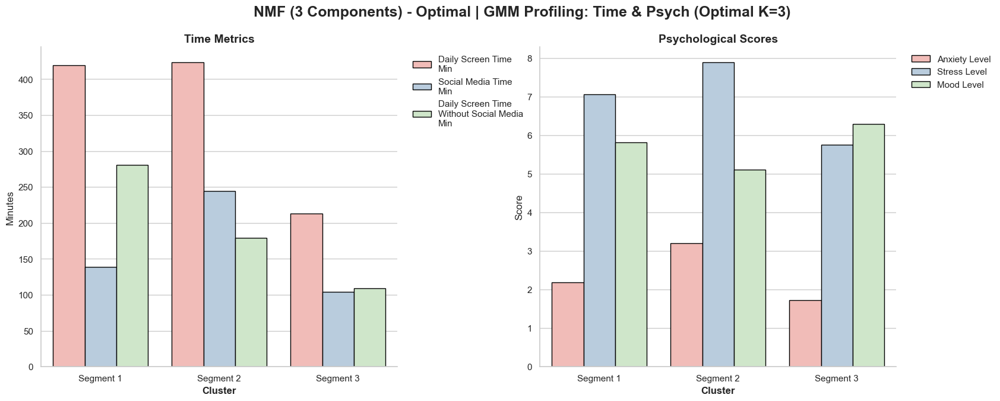 NMF (3 Components) - Optimal | GMM Profiling: Time & Psych (Optimal K=3)
Time Metrics
Minutes
400
350
300
250
200
150
100
50
0
Segment 1
Segment 2
Segment 3
Cluster
Daily Screen Time
Min
Social Media Time
Min
Daily Screen Time
Without Social Media
Min
Psychological Scores
Score
8
7
6
5
4
3
2
1
0
Segment 1
Segment 2
Segment 3
Cluster
Anxiety Level
Stress Level
Mood Level